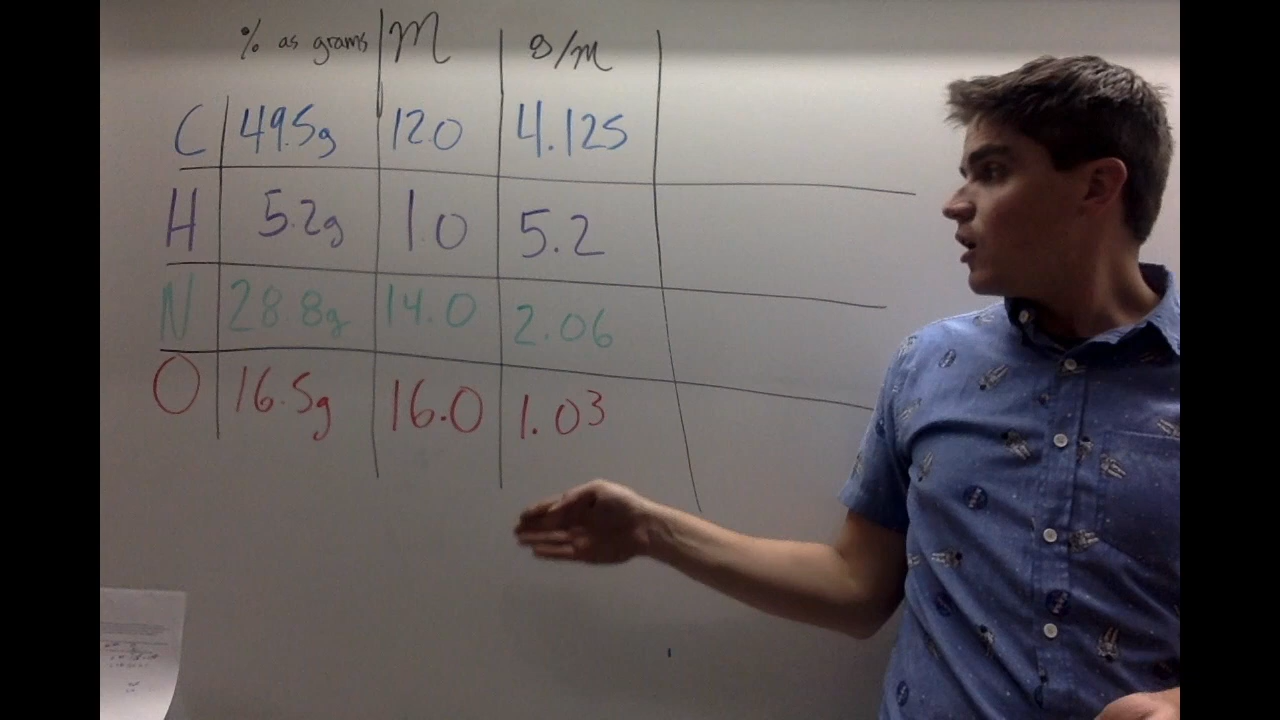 % as grams M g/m
C 49.5g 12.0 4.125
H 5.2g 1.0 5.2
N 28.8g 14.0 2.06
O 16.5g 16.0 1.03